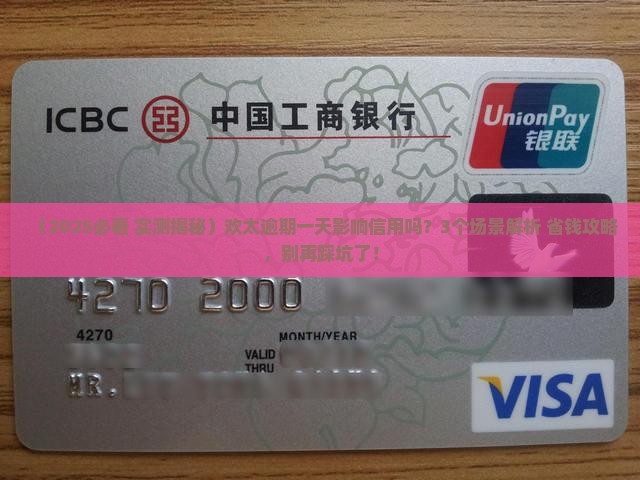 ICBC 中国工商银行
UnionPay
银联
（2025必看 实测揭秘）欢太逾期一天影响信用吗？3个场景解析 省钱攻略
，别再踩坑了！
4270 2000
4270
MONTH/YEAR
VALID
THRU
MR.
VISA